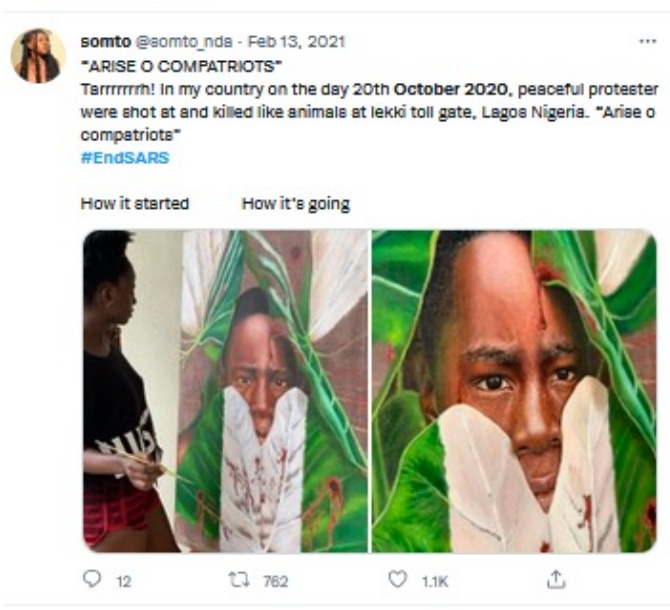 somto @somto_nda · Feb 13, 2021
"ARISE O COMPATRIOTS"
Tarrrrrrrh! In my country on the day 20th October 2020, peaceful protester
were shot at and killed like animals at lekki toll gate, Lagos Nigeria. "Arise o
compatriots"
#EndSARS
How it started How it's going
12 762 1.1K